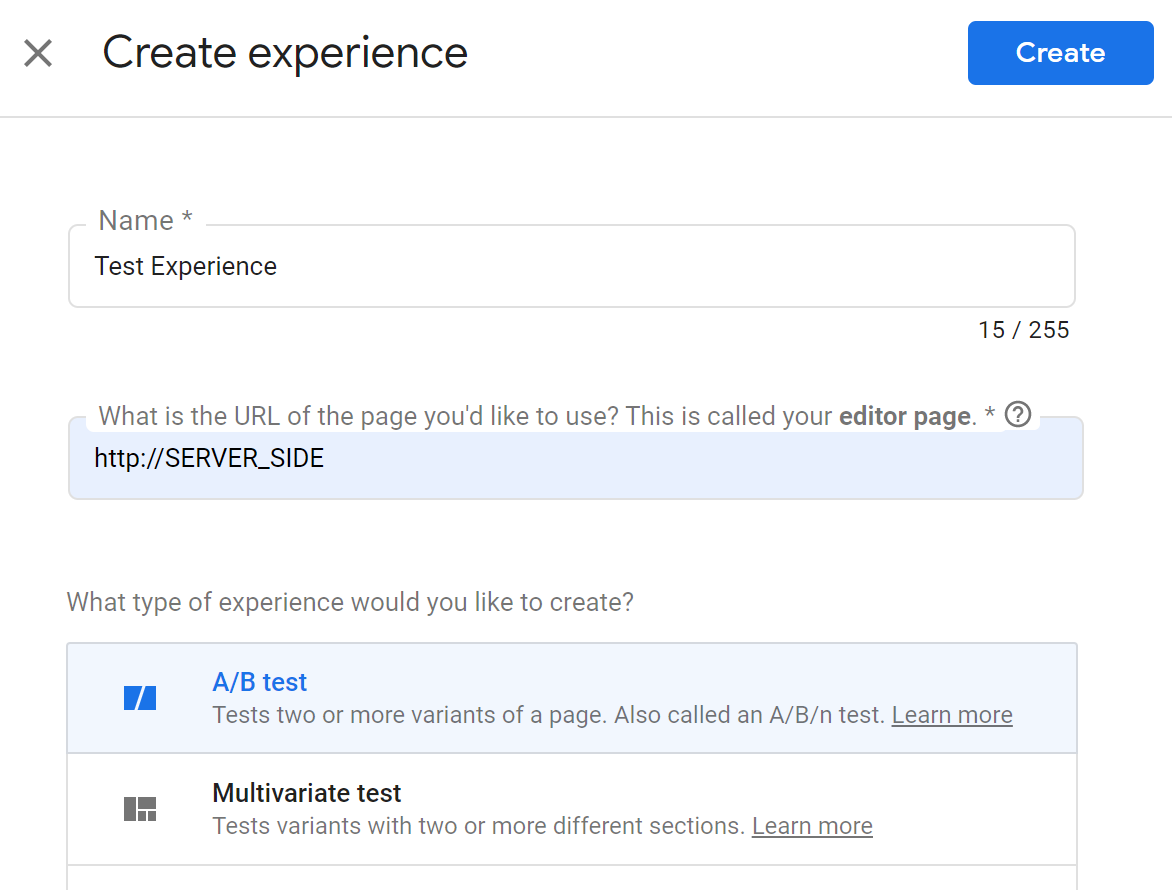 Create experience
Create
Name *
Test Experience
15 / 255
What is the URL of the page you'd like to use? This is called your editor page. * ?
http://SERVER_SIDE
What type of experience would you like to create?
A/B test
Tests two or more variants of a page. Also called an A/B/n test. Learn more
Multivariate test
Tests variants with two or more different sections. Learn more